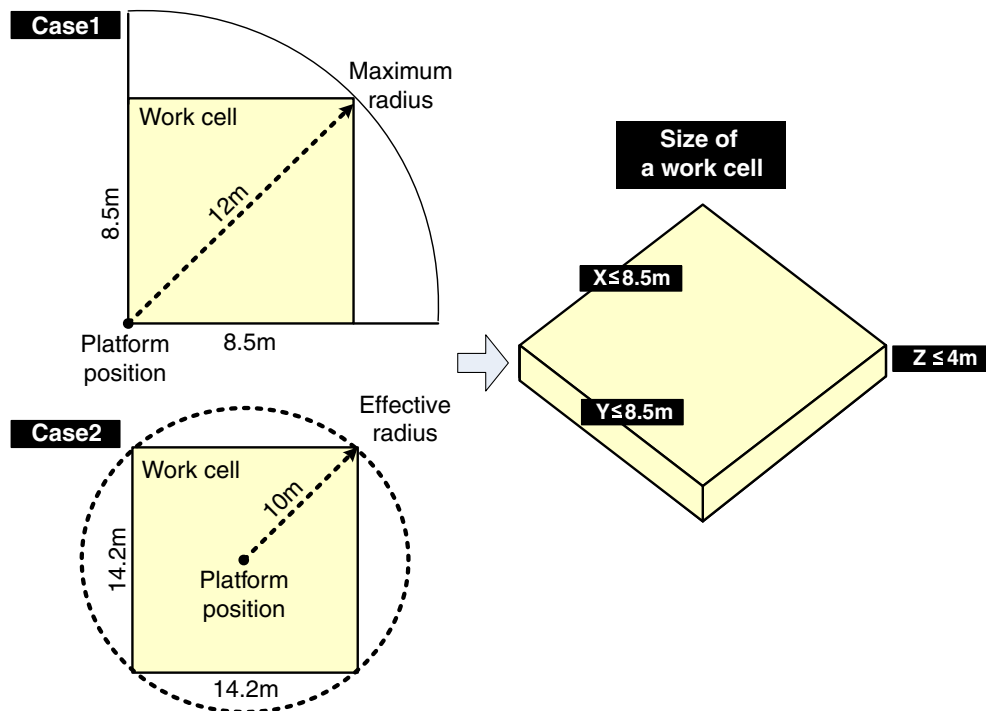 Case1
Maximum
radius
Work cell
12m
8.5m
8.5m
Platform
position
Case2
Effective
radius
Work cell
10m
14.2m
Platform
position
14.2m
Size of
a work cell
X≤8.5m
Z ≤4m
Y≤8.5m